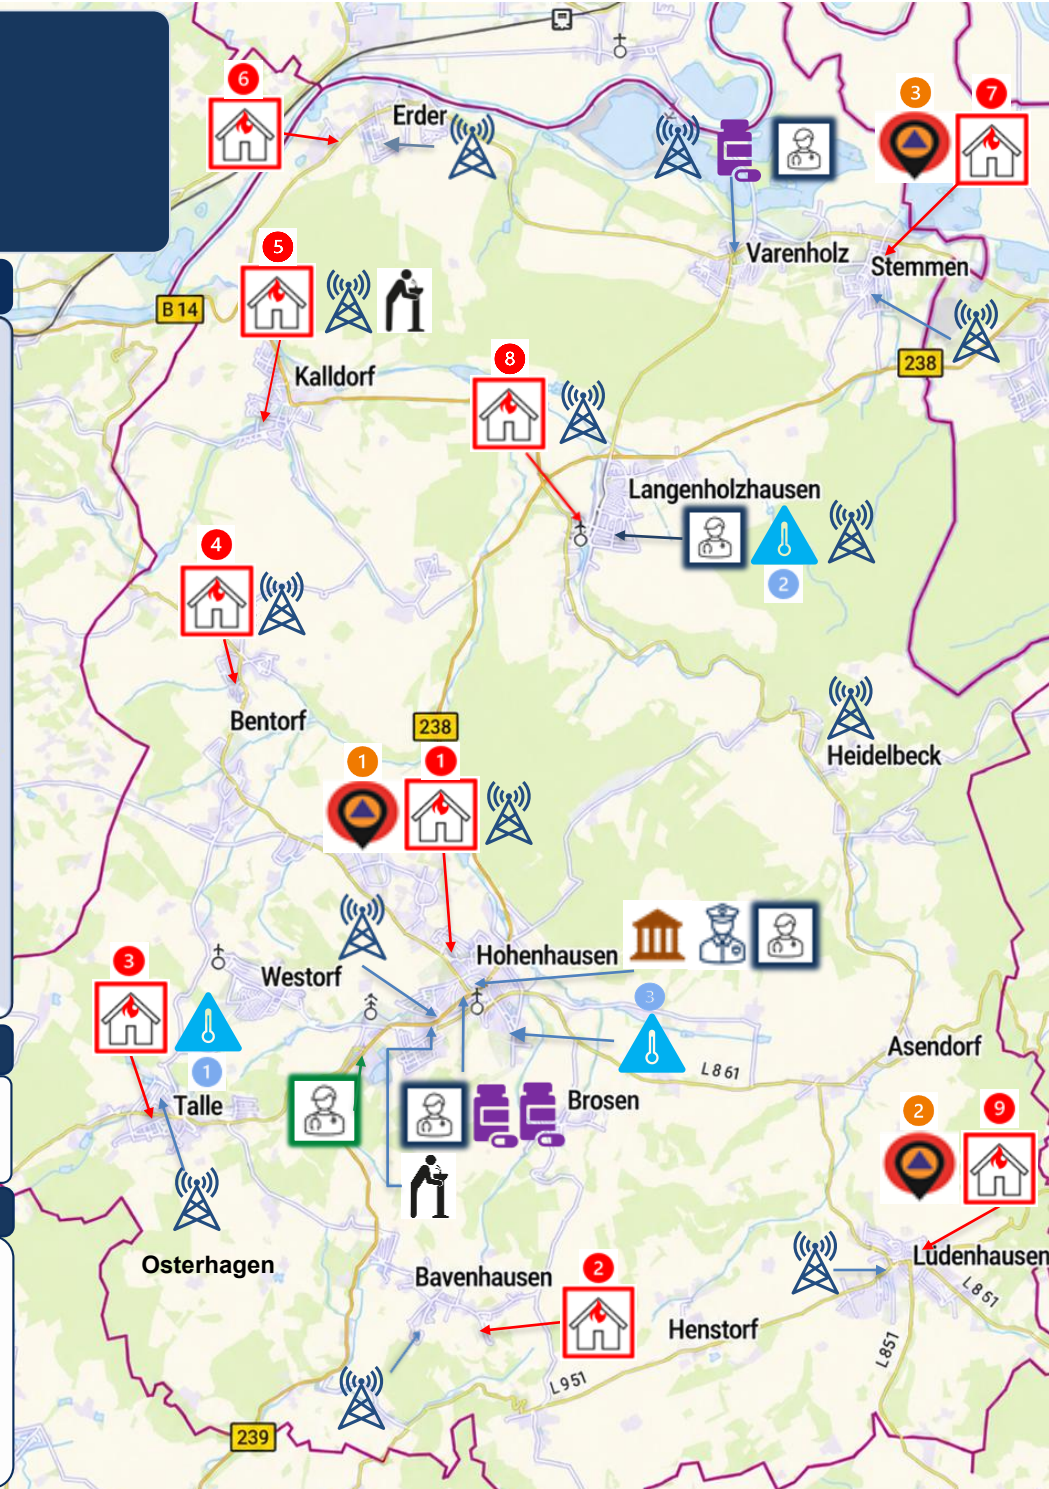 6
3
7
Erder
5
Varenholz
Stemmen
B 14
8
238
Kalldorf
Langenholzhausen
4
2
Bentorf
238
1
1
Heidelbeck
3
Hohenhausen
Westorf
3
1
L 861
Asendorf
Talle
Brosen
2
9
Osterhagen
2
Bavenhausen
Lüdenhausen
L 851
Henstorf
L 851
L 951
239